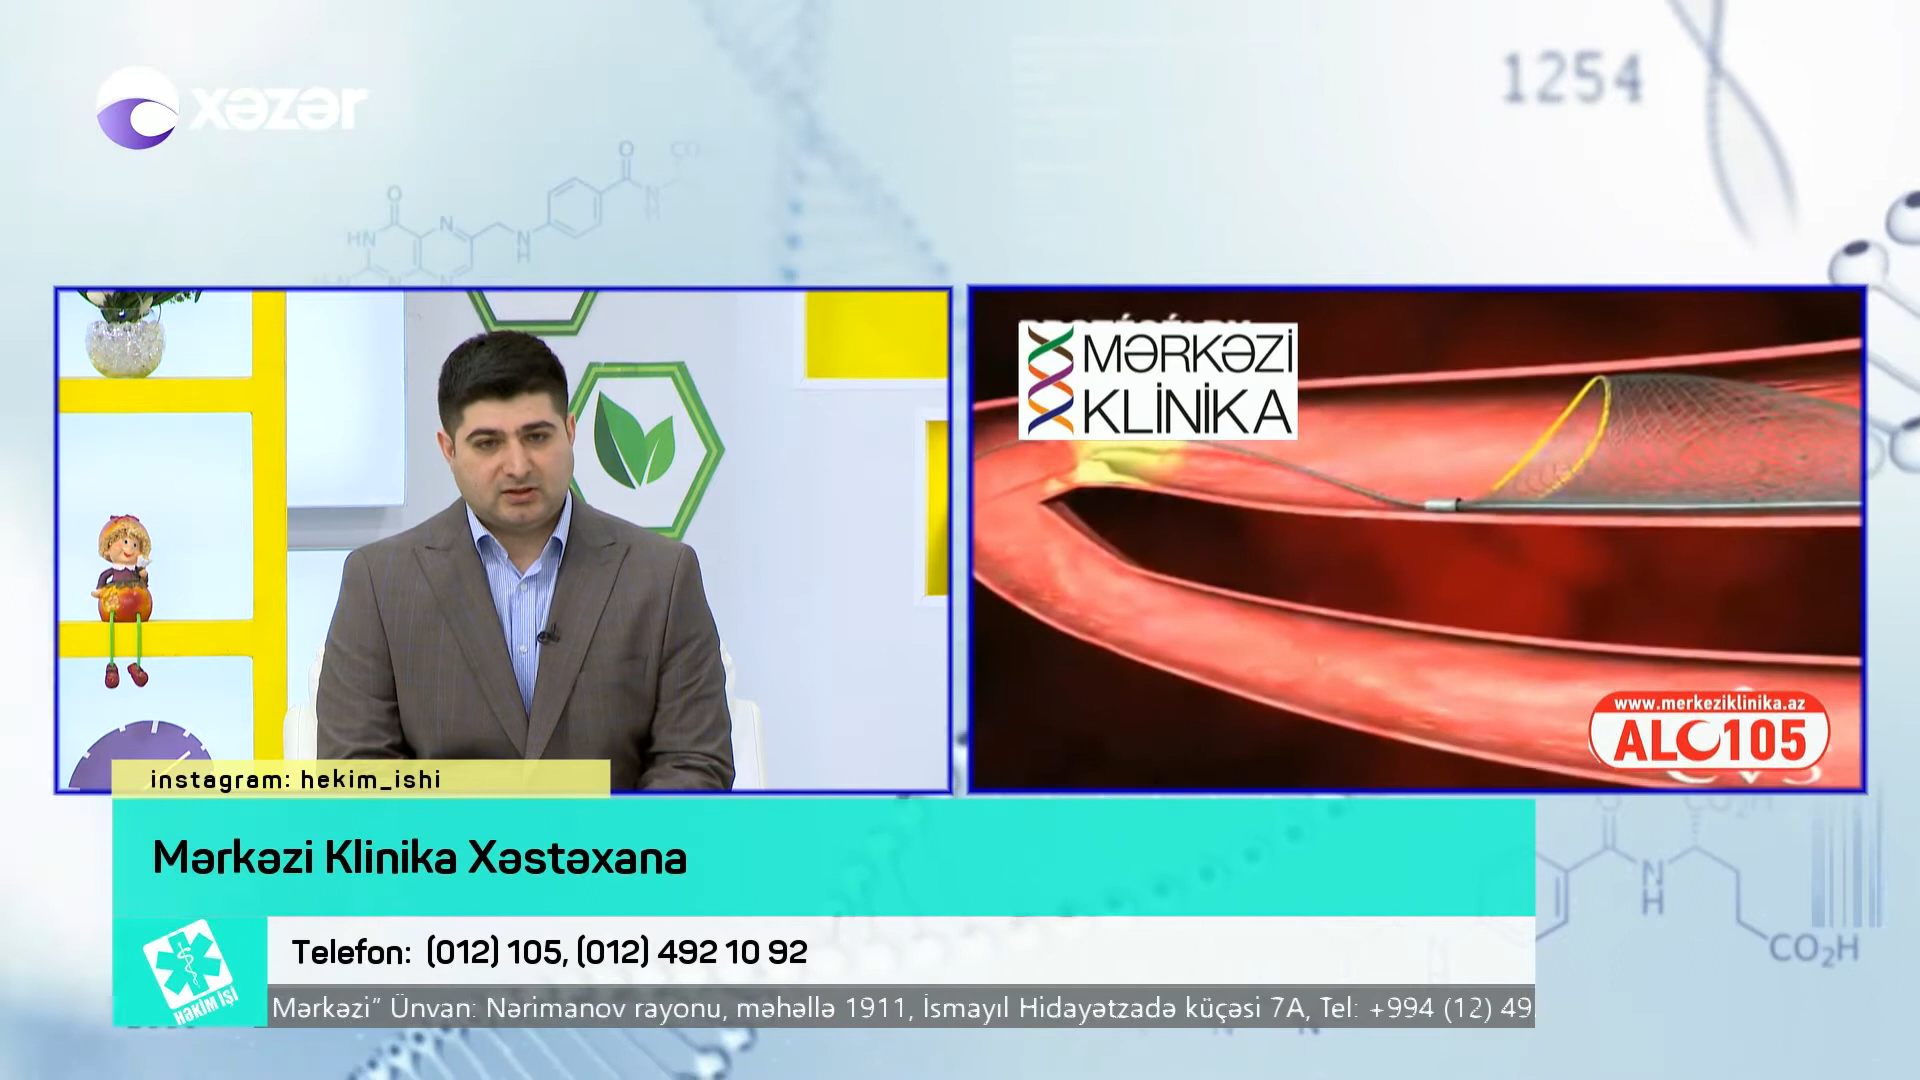 xəzər
1254
MƏRKƏZİ
KLİNİKA
www.merkeziklinika.az
ALO 105
instagram: hekim_ishi
Mərkəzi Klinika Xəstəxana
Telefon: (012) 105, (012) 492 10 92
HƏKİM İŞİ
Mərkəzi” Ünvan: Nərimanov rayonu, məhəllə 1911, İsmayıl Hidayətzadə küçəsi 7A, Tel: +994 (12) 49
CO₂H